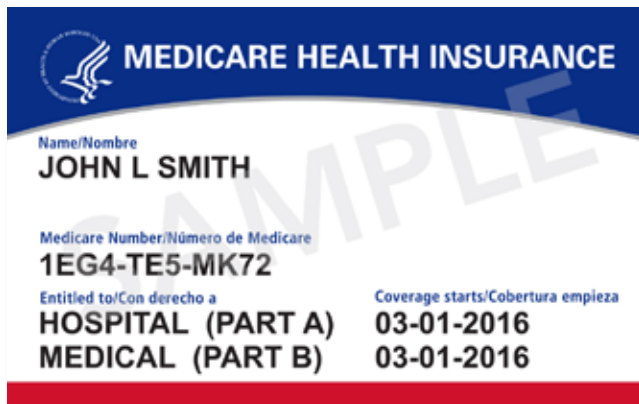 MEDICARE HEALTH INSURANCE
Name/Nombre
JOHN L SMITH
Medicare Number/Número de Medicare
1EG4-TE5-MK72
Entitled to/Con derecho a Coverage starts/Cobertura empieza
HOSPITAL (PART A) 03-01-2016
MEDICAL (PART B) 03-01-2016
SAMPLE